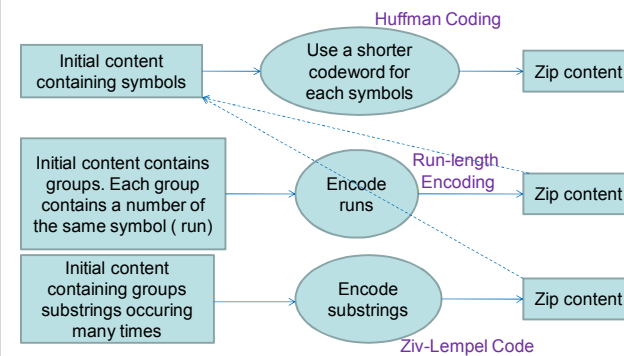 Huffman Coding
Initial content
containing symbols
Use a shorter
codeword for
each symbols
Zip content
Initial content contains
groups. Each group
contains a number of
the same symbol ( run)
Encode
runs
Run-length
Encoding
Zip content
Initial content
containing groups
substrings occuring
many times
Encode
substrings
Zip content
Ziv-Lempel Code